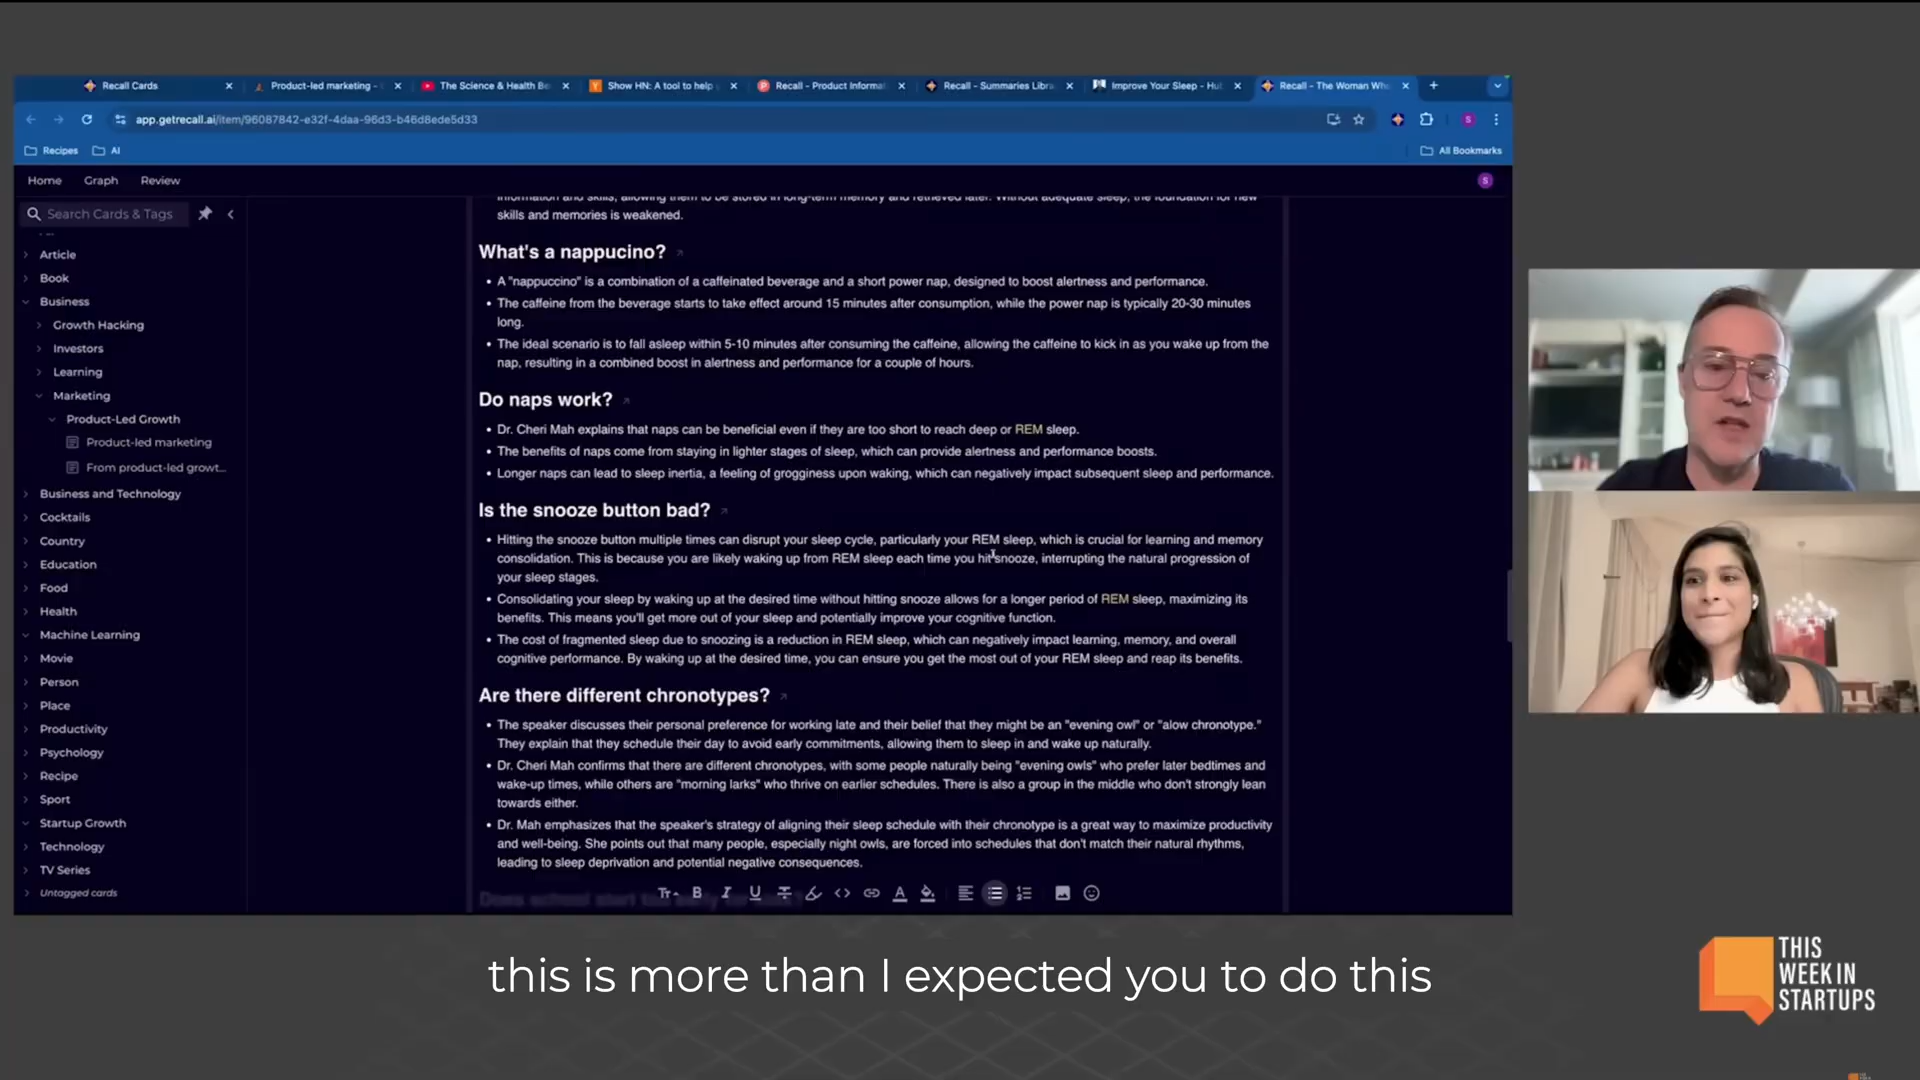 Recall Cards
Product-led marketing -
The Science & Health Be
Show HN: A tool to help
Recall - Product Informat
Recall - Summaries Libra
Improve Your Sleep - Hu
Recall - The Woman Wh
app.getrecall.ai/item/96087842-e32f-4daa-96d3-b46d8ede5d33
S
Recipes
AI
All Bookmarks
Home
Graph
Review
S
Search Cards & Tags
Article
Book
Business
Growth Hacking
Investors
Learning
Marketing
Product-Led Growth
Product-led marketing
From product-led growt...
Business and Technology
Cocktails
Country
Education
Food
Health
Machine Learning
Movie
Person
Place
Productivity
Psychology
Recipe
Sport
Startup Growth
Technology
TV Series
Untagged cards
information and skills, allowing them to be stored in long-term memory and retrieved later. Without adequate sleep, the foundation for new
skills and memories is weakened.
What's a nappucino?
• A "nappuccino" is a combination of a caffeinated beverage and a short power nap, designed to boost alertness and performance.
• The caffeine from the beverage starts to take effect around 15 minutes after consumption, while the power nap is typically 20-30 minutes
long.
• The ideal scenario is to fall asleep within 5-10 minutes after consuming the caffeine, allowing the caffeine to kick in as you wake up from the
nap, resulting in a combined boost in alertness and performance for a couple of hours.
Do naps work?
• Dr. Cheri Mah explains that naps can be beneficial even if they are too short to reach deep or REM sleep.
• The benefits of naps come from staying in lighter stages of sleep, which can provide alertness and performance boosts.
• Longer naps can lead to sleep inertia, a feeling of grogginess upon waking, which can negatively impact subsequent sleep and performance.
Is the snooze button bad?
• Hitting the snooze button multiple times can disrupt your sleep cycle, particularly your REM sleep, which is crucial for learning and memory
consolidation. This is because you are likely waking up from REM sleep each time you hit snooze, interrupting the natural progression of
your sleep stages.
• Consolidating your sleep by waking up at the desired time without hitting snooze allows for a longer period of REM sleep, maximizing its
benefits. This means you'll get more out of your sleep and potentially improve your cognitive function.
• The cost of fragmented sleep due to snoozing is a reduction in REM sleep, which can negatively impact learning, memory, and overall
cognitive performance. By waking up at the desired time, you can ensure you get the most out of your REM sleep and reap its benefits.
Are there different chronotypes?
• The speaker discusses their personal preference for working late and their belief that they might be an "evening owl" or "alow chronotype."
They explain that they schedule their day to avoid early commitments, allowing them to sleep in and wake up naturally.
• Dr. Cheri Mah confirms that there are different chronotypes, with some people naturally being "evening owls" who prefer later bedtimes and
wake-up times, while others are "morning larks" who thrive on earlier schedules. There is also a group in the middle who don't strongly lean
towards either.
• Dr. Mah emphasizes that the speaker's strategy of aligning their sleep schedule with their chronotype is a great way to maximize productivity
and well-being. She points out that many people, especially night owls, are forced into schedules that don't match their natural rhythms,
leading to sleep deprivation and potential negative consequences.
Does school start too early
this is more than I expected you to do this
THIS
WEEK IN
STARTUPS